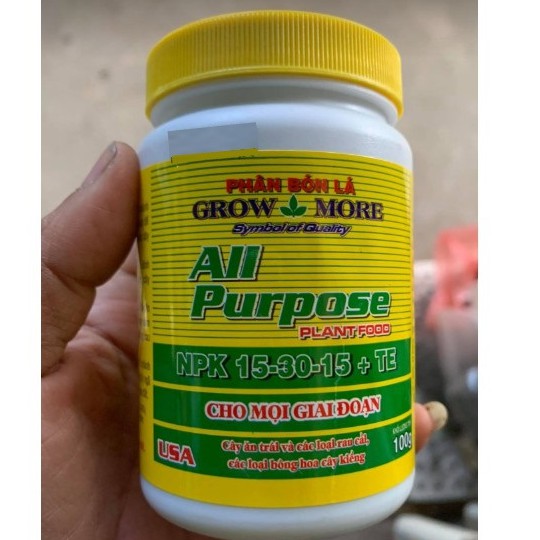 PHÂN BÓN LÁ
GROW MORE
Symbol of Quality
All
Purpose
PLANT FOOD
NPK 15-30-15 + TE
CHO MỌI GIAI ĐOẠN
USA
Cây ăn trái và các loại rau cải,
các loại bông hoa cây kiểng
100g